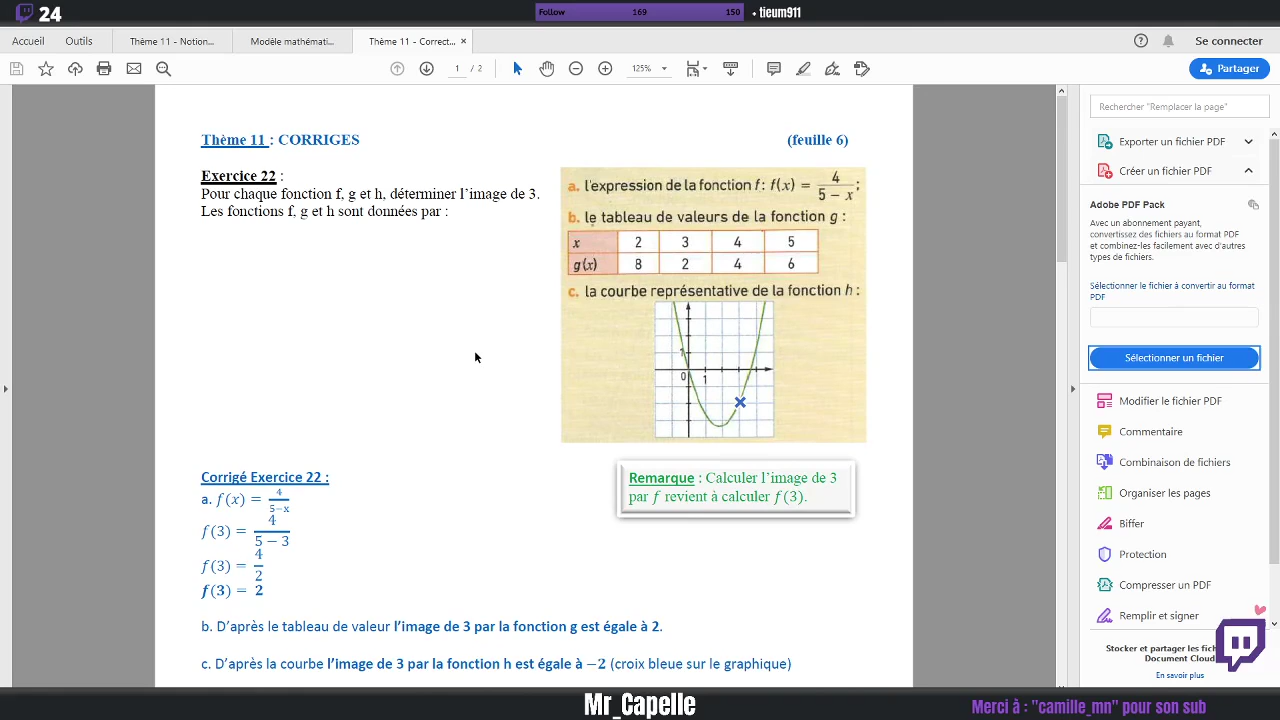 24
Follow 169 150 - tieum911
Accueil Outils Thème 11 - Notion... Modèle mathémati... Thème 11 - Correct... × Se connecter
1 / 2 125% Partager
Thème 11 : CORRIGES (feuille 6)
Exercice 22 :
Pour chaque fonction f, g et h, déterminer l'image de 3.
Les fonctions f, g et h sont données par :
a. l'expression de la fonction f : f(x) = 4/(5 − x) ;
b. le tableau de valeurs de la fonction g :
x 2 3 4 5
g(x) 8 2 4 6
c. la courbe représentative de la fonction h :
1
0 1
Corrigé Exercice 22 :
a. f(x) = 4/(5−x)
f(3) = 4/(5 − 3)
f(3) = 4/2
f(3) = 2
Remarque : Calculer l'image de 3
par f revient à calculer f(3).
b. D'après le tableau de valeur l'image de 3 par la fonction g est égale à 2.
c. D'après la courbe l'image de 3 par la fonction h est égale à −2 (croix bleue sur le graphique)
Rechercher "Remplacer la page"
Exporter un fichier PDF
Créer un fichier PDF
Adobe PDF Pack
Avec un abonnement payant,
convertissez des fichiers au format PDF
et combinez-les facilement avec d'autres
types de fichiers.
Sélectionner le fichier à convertir au format
PDF
Sélectionner un fichier
Modifier le fichier PDF
Commentaire
Combinaison de fichiers
Organiser les pages
Biffer
Protection
Compresser un PDF
Remplir et signer
Stocker et partager les fich
Document Cloud
En savoir plus
Mr_Capelle
Merci à : "camille_mn" pour son sub